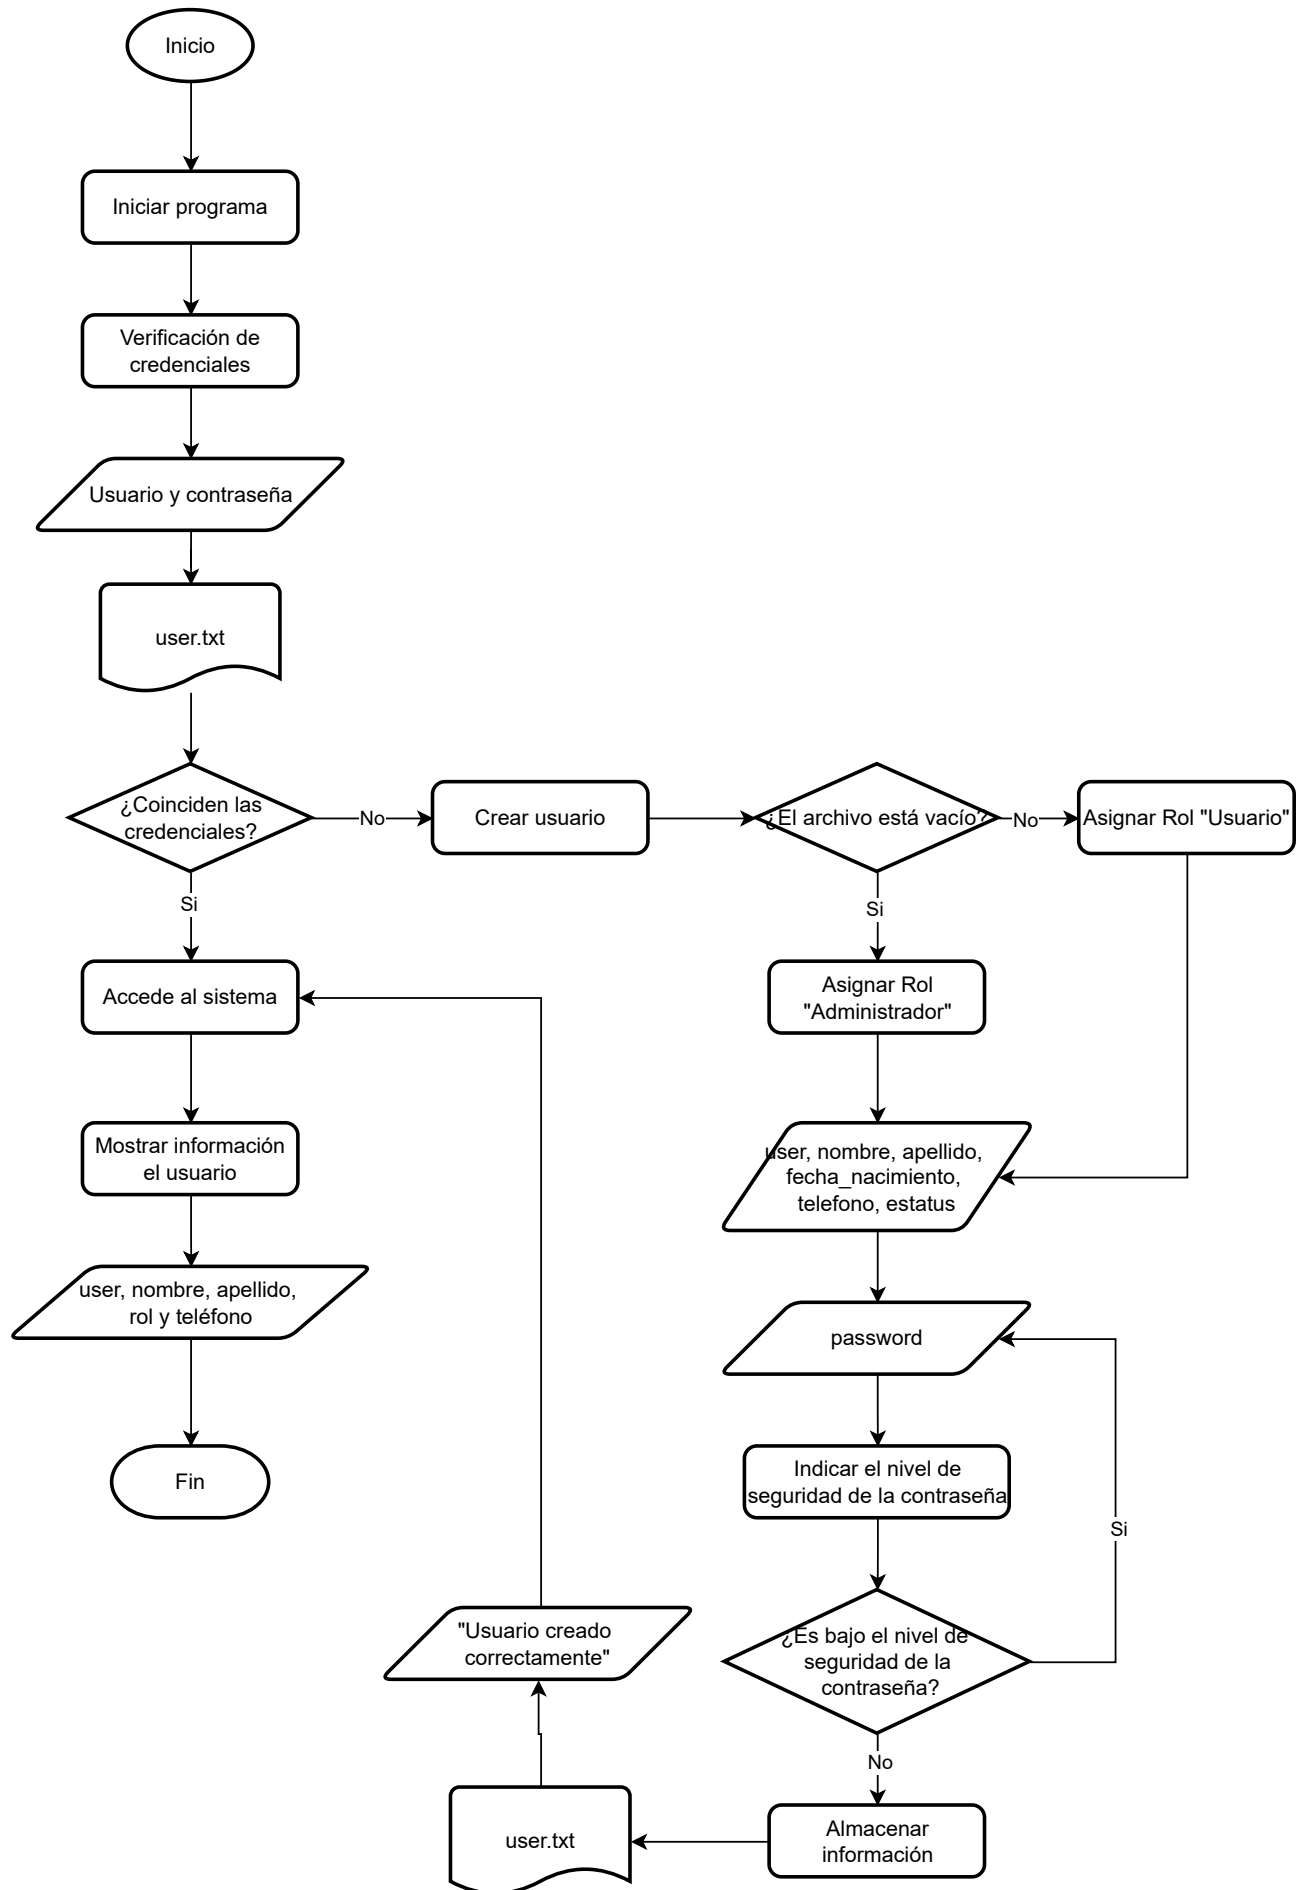 Inicio
Iniciar programa
Verificación de
credenciales
Usuario y contraseña
user.txt
¿Coinciden las
credenciales?
No
Crear usuario
¿El archivo está vacío?
No
Asignar Rol "Usuario"
Si
Si
Accede al sistema
Asignar Rol
"Administrador"
Mostrar información
el usuario
user, nombre, apellido,
fecha_nacimiento,
telefono, estatus
user, nombre, apellido,
rol y teléfono
password
Fin
Indicar el nivel de
seguridad de la contraseña
Si
"Usuario creado
correctamente"
¿Es bajo el nivel de
seguridad de la
contraseña?
No
user.txt
Almacenar
información